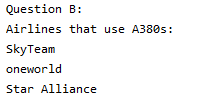 Question B:
Airlines that use A380s:
SkyTeam
oneworld
Star Alliance